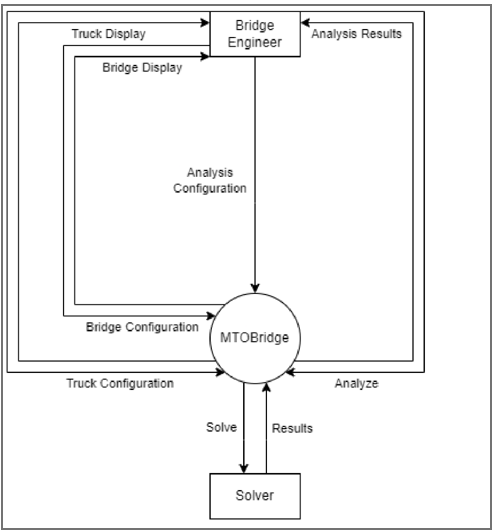 Truck Display
Bridge
Engineer
Analysis Results
Bridge Display
Analysis
Configuration
Bridge Configuration
MTOBridge
Truck Configuration
Analyze
Solve
Results
Solver